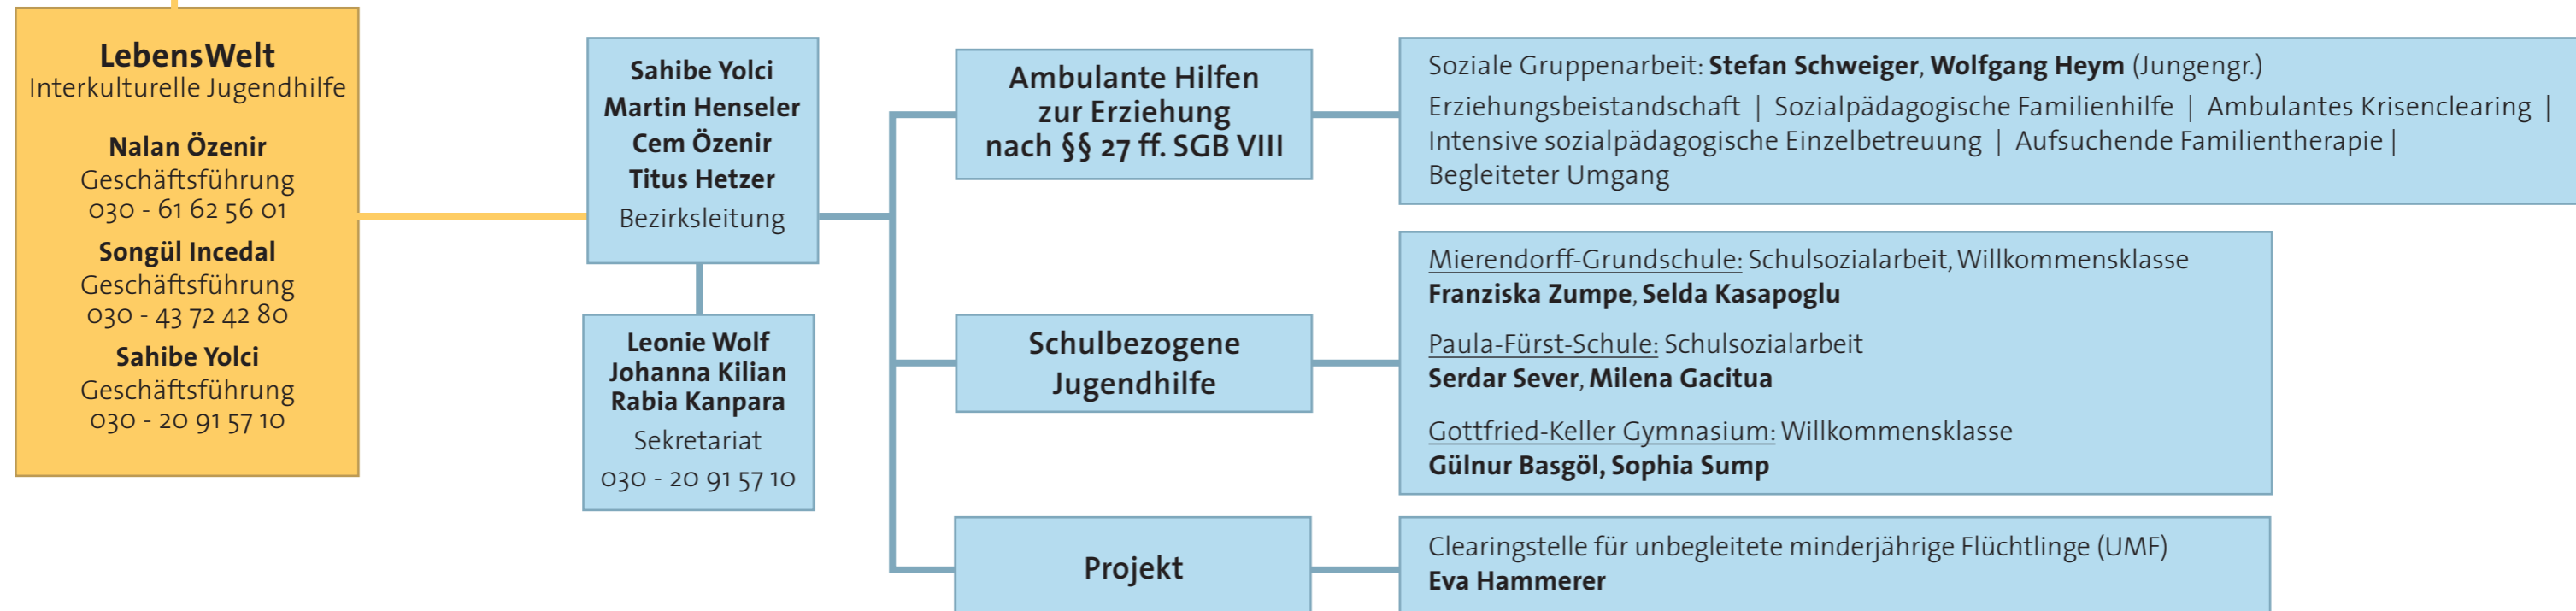 LebensWelt
Interkulturelle Jugendhilfe
Nalan Özenir
Geschäftsführung
030 - 61 62 56 01
Songül Incedal
Geschäftsführung
030 - 43 72 42 80
Sahibe Yolci
Geschäftsführung
030 - 20 91 57 10
Sahibe Yolci
Martin Henseler
Cem Özenir
Titus Hetzer
Bezirksleitung
Leonie Wolf
Johanna Kilian
Rabia Kanpara
Sekretariat
030 - 20 91 57 10
Ambulante Hilfen
zur Erziehung
nach §§ 27 ff. SGB VIII
Soziale Gruppenarbeit: Stefan Schweiger, Wolfgang Heym (Jungengr.)
Erziehungsbeistandschaft | Sozialpädagogische Familienhilfe | Ambulantes Krisenclearing |
Intensive sozialpädagogische Einzelbetreuung | Aufsuchende Familientherapie |
Begleiteter Umgang
Schulbezogene
Jugendhilfe
Mierendorff-Grundschule: Schulsozialarbeit, Willkommensklasse
Franziska Zumpe, Selda Kasapoglu
Paula-Fürst-Schule: Schulsozialarbeit
Serdar Sever, Milena Gacitua
Gottfried-Keller Gymnasium: Willkommensklasse
Gülnur Basgöl, Sophia Sump
Projekt
Clearingstelle für unbegleitete minderjährige Flüchtlinge (UMF)
Eva Hammerer